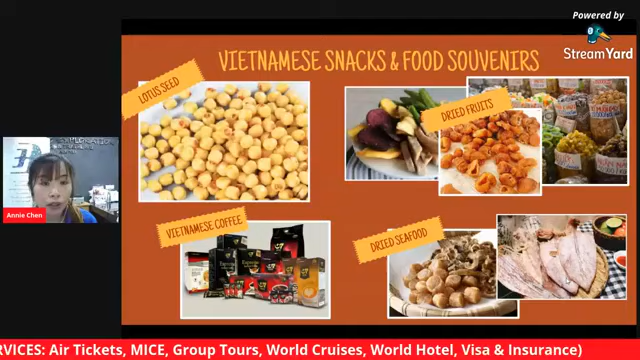 Powered by
StreamYard
VIETNAMESE SNACKS & FOOD SOUVENIRS
LOTUS SEED
DRIED FRUITS
VIETNAMESE COFFEE
DRIED SEAFOOD
Annie Chen
RVICES: Air Tickets, MICE, Group Tours, World Cruises, World Hotel, Visa & Insurance)